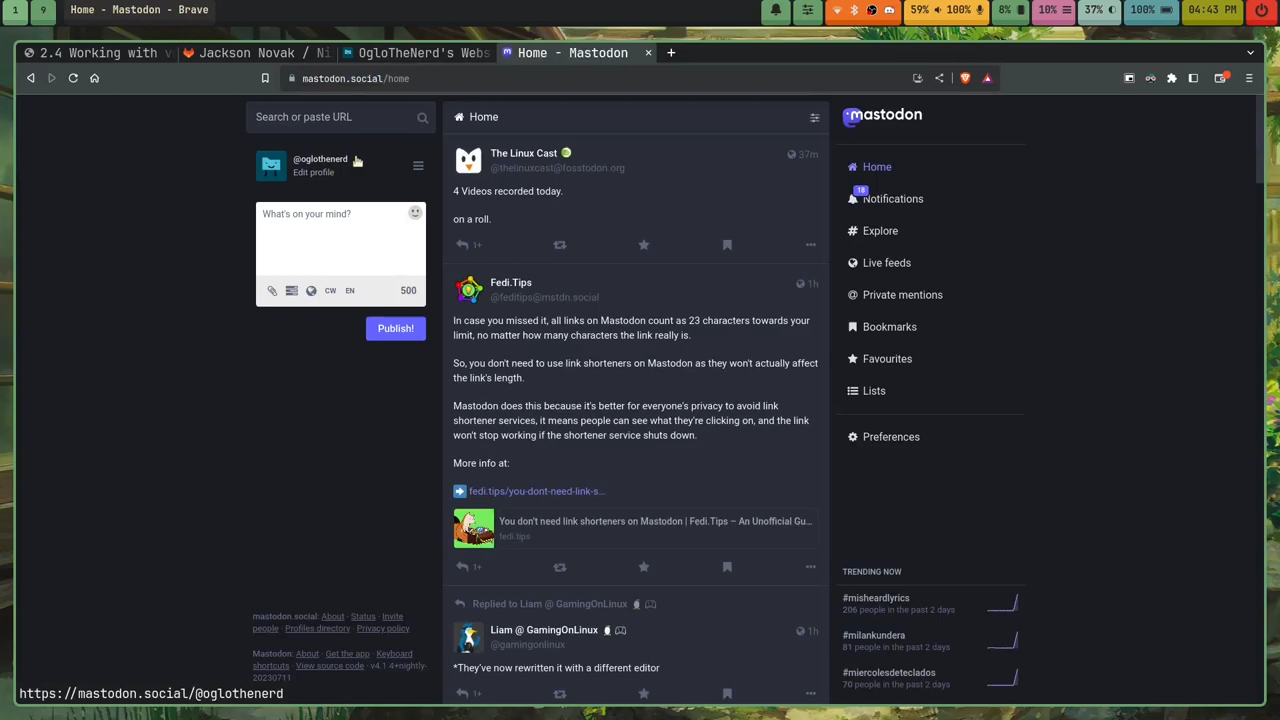 1
9
Home - Mastodon - Brave
59%
100%
8%
10%
37%
100%
04:43 PM
2.4 Working with v
Jackson Novak / Ni
OgloTheNerd's Webs
Home - Mastodon
mastodon.social/home
Search or paste URL
@oglothenerd
Edit profile
What's on your mind?
CW
EN
500
Publish!
mastodon.social: About · Status · Invite
people · Profiles directory · Privacy policy
Mastodon: About · Get the app · Keyboard
shortcuts · View source code · v4.1.4+nightly-
20230711
Home
The Linux Cast
37m
@thelinuxcast@fosstodon.org
4 Videos recorded today.
on a roll.
1+
Fedi.Tips
1h
@feditips@mstdn.social
In case you missed it, all links on Mastodon count as 23 characters towards your
limit, no matter how many characters the link really is.
So, you don't need to use link shorteners on Mastodon as they won't actually affect
the link's length.
Mastodon does this because it's better for everyone's privacy to avoid link
shortener services, it means people can see what they're clicking on, and the link
won't stop working if the shortener service shuts down.
More info at:
fedi.tips/you-dont-need-link-s...
You don't need link shorteners on Mastodon | Fedi.Tips – An Unofficial Gu...
fedi.tips
1+
Replied to Liam @ GamingOnLinux
Liam @ GamingOnLinux
1h
@gamingonlinux
*They've now rewritten it with a different editor
1+
mastodon
Home
18
Notifications
Explore
Live feeds
Private mentions
Bookmarks
Favourites
Lists
Preferences
TRENDING NOW
#misheardlyrics
206 people in the past 2 days
#milankundera
81 people in the past 2 days
#miercolesdeteclados
70 people in the past 2 days
https://mastodon.social/@oglothenerd